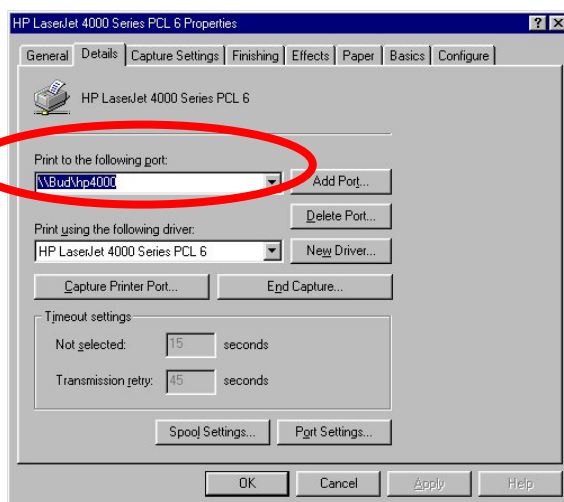 HP LaserJet 4000 Series PCL 6 Properties
General Details Capture Settings Finishing Effects Paper Basics Configure
HP LaserJet 4000 Series PCL 6
Print to the following port:
\\Bud\hp4000 Add Port...
Delete Port...
Print using the following driver:
HP LaserJet 4000 Series PCL 6 New Driver...
Capture Printer Port... End Capture...
Timeout settings
Not selected: 15 seconds
Transmission retry: 45 seconds
Spool Settings... Port Settings...
OK Cancel Apply Help